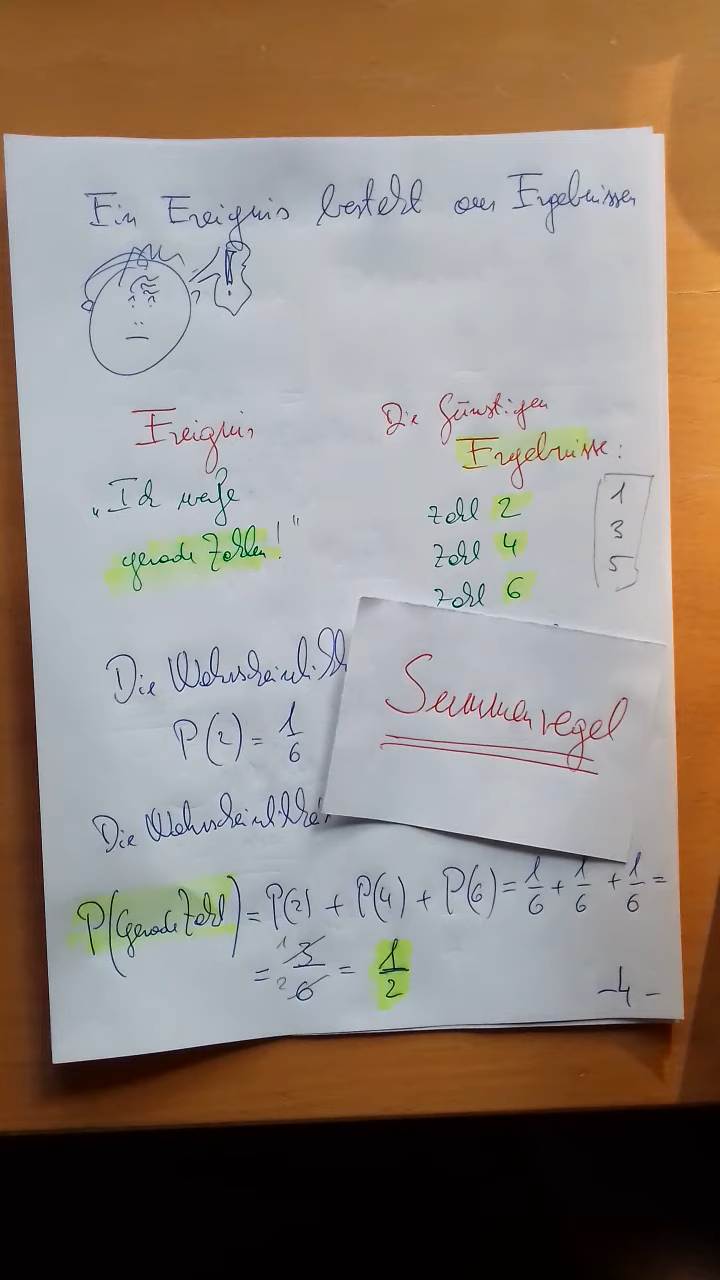 Ein Ereignis besteht aus Ergebnissen
Ereignis
"Ich werfe
gerade Zahlen!"
Die Günstigen
Ergebnisse:
Zahl 2
Zahl 4
Zahl 6
1
3
5
Summenregel
Die
P(2) = 1/6
Die
P(Gerade Zahl) = P(2) + P(4) + P(6) = 1/6 + 1/6 + 1/6 =
= 3/6 = 1/2
-4-